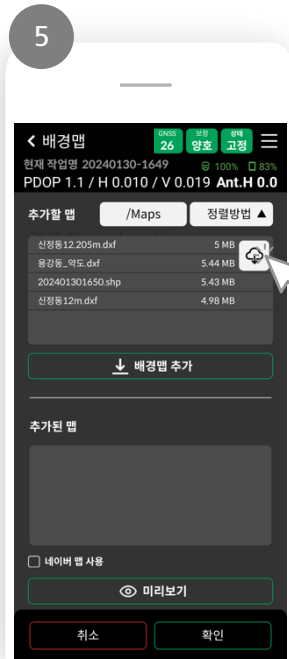 5
배경맵
GNSS 26 보정 양호 상태 고정
현재 작업명 20240130-1649 100% 83%
PDOP 1.1 / H 0.010 / V 0.019 Ant.H 0.0
추가할 맵 /Maps 정렬방법 ▲
신정동12.205m.dxf 5 MB
용강동_약도.dxf 5.44 MB
202401301650.shp 5.43 MB
신정동12m.dxf 4.98 MB
배경맵 추가
추가된 맵
네이버 맵 사용
미리보기
취소 확인